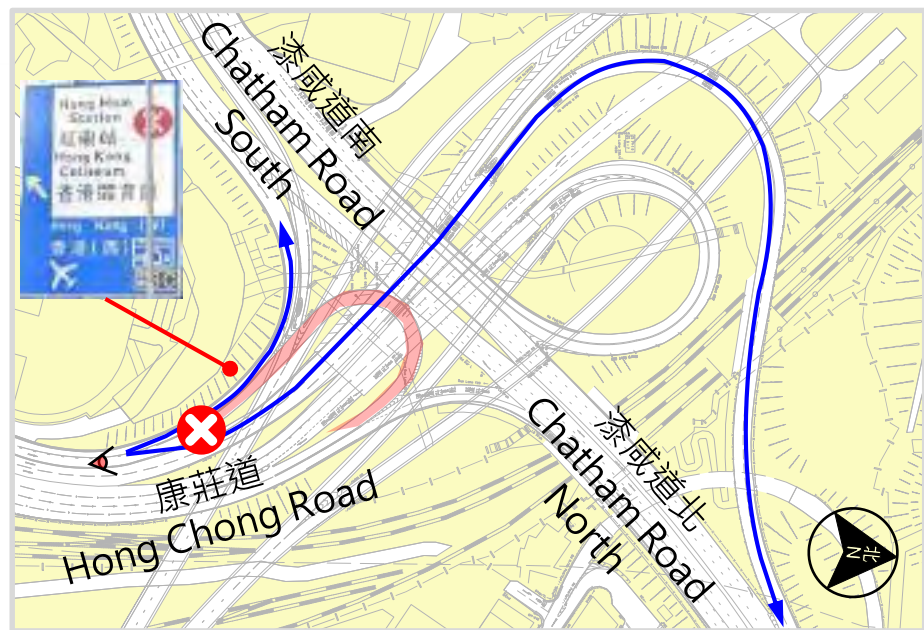 漆咸道南
Chatham Road
South
Hung Hom
Station
紅磡站
Hong Kong
Coliseum
香港體育館
康莊道
Hong Chong Road
漆咸道北
Chatham Road
North
N
北